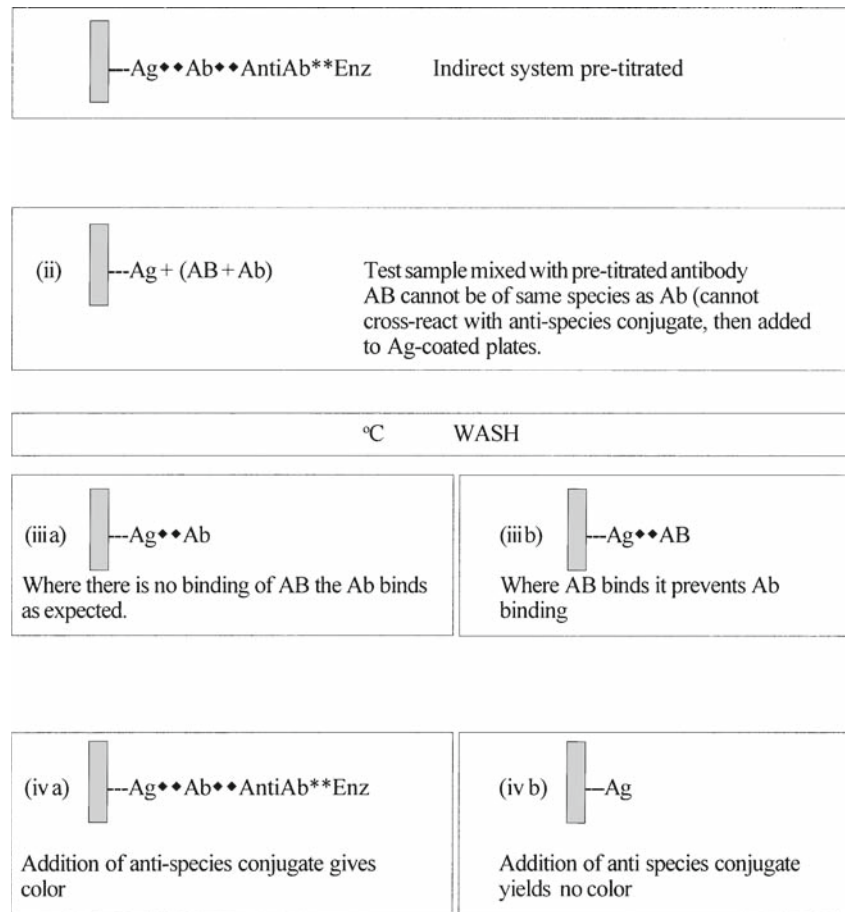 ---Ag◆◆Ab◆◆AntiAb**Enz Indirect system pre-titrated
(ii) ---Ag + (AB + Ab) Test sample mixed with pre-titrated antibody
AB cannot be of same species as Ab (cannot
cross-react with anti-species conjugate, then added
to Ag-coated plates.
ºC WASH
(iii a) ---Ag◆◆Ab
Where there is no binding of AB the Ab binds
as expected.
(iii b) ---Ag◆◆AB
Where AB binds it prevents Ab
binding
(iv a) ---Ag◆◆Ab◆◆AntiAb**Enz
Addition of anti-species conjugate gives
color
(iv b) ---Ag
Addition of anti species conjugate
yields no color